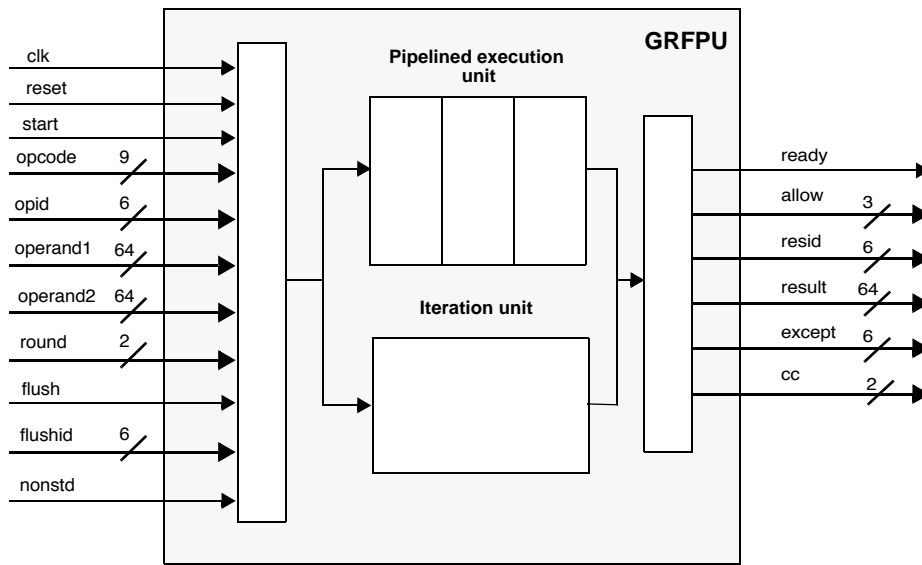 GRFPU
Pipelined execution
unit
Iteration unit
clk
reset
start
opcode 9
opid 6
operand1 64
operand2 64
round 2
flush
flushid 6
nonstd
ready
allow 3
resid 6
result 64
except 6
cc 2